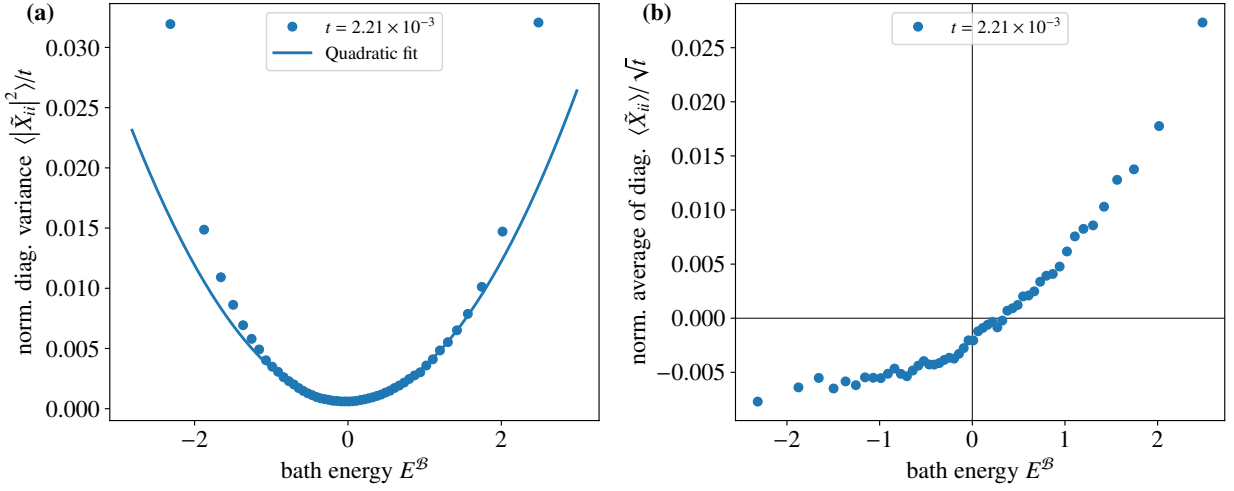 (a)
norm. diag. variance ⟨|X̃ᵢᵢ|²⟩/t
0.030
0.025
0.020
0.015
0.010
0.005
0.000
t = 2.21 × 10⁻³
Quadratic fit
−2
0
2
bath energy Eᴮ
(b)
norm. average of diag. ⟨X̃ᵢᵢ⟩/√t
0.025
0.020
0.015
0.010
0.005
0.000
−0.005
t = 2.21 × 10⁻³
−2
−1
0
1
2
bath energy Eᴮ